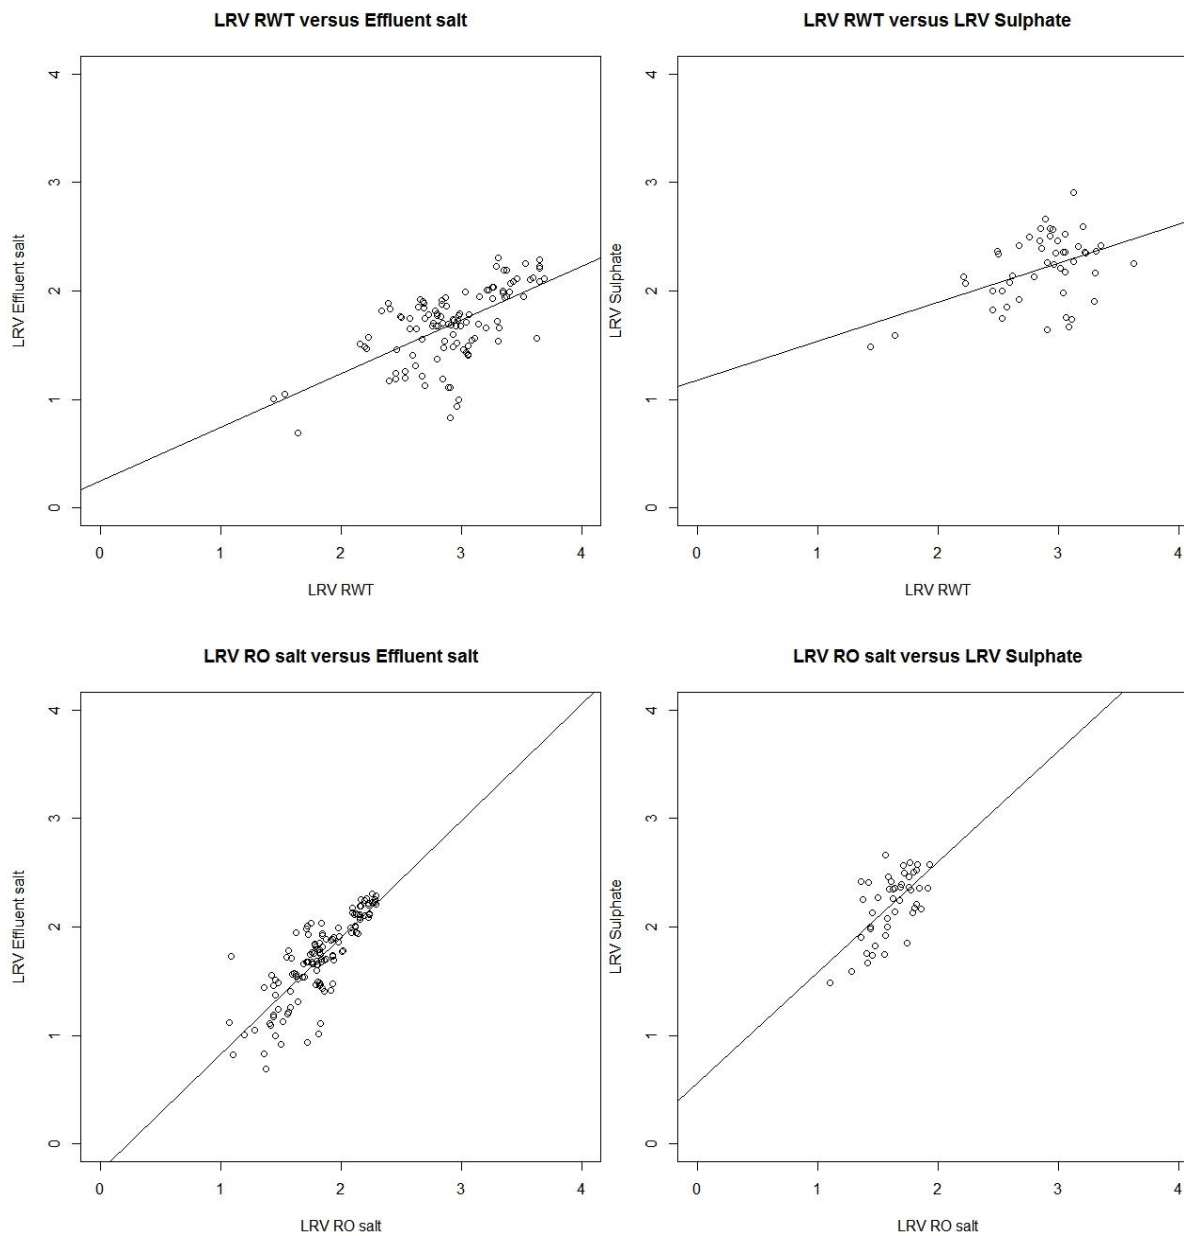 LRV RWT versus Effluent salt
4
3
2
1
0
LRV Effluent salt
0 1 2 3 4
LRV RWT
LRV RWT versus LRV Sulphate
4
3
2
1
0
LRV Sulphate
0 1 2 3 4
LRV RWT
LRV RO salt versus Effluent salt
4
3
2
1
0
LRV Effluent salt
0 1 2 3 4
LRV RO salt
LRV RO salt versus LRV Sulphate
4
3
2
1
0
LRV Sulphate
0 1 2 3 4
LRV RO salt